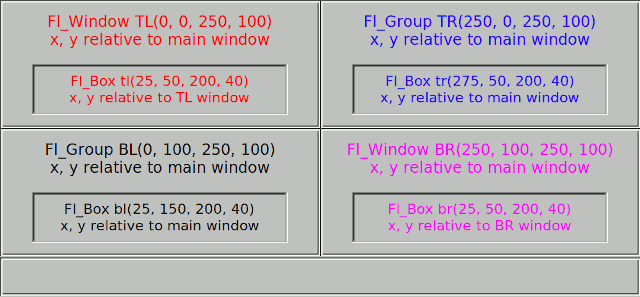 Fl_Window TL(0, 0, 250, 100)
x, y relative to main window
Fl_Box tl(25, 50, 200, 40)
x, y relative to TL window
Fl_Group TR(250, 0, 250, 100)
x, y relative to main window
Fl_Box tr(275, 50, 200, 40)
x, y relative to main window
Fl_Group BL(0, 100, 250, 100)
x, y relative to main window
Fl_Box bl(25, 150, 200, 40)
x, y relative to main window
Fl_Window BR(250, 100, 250, 100)
x, y relative to main window
Fl_Box br(25, 50, 200, 40)
x, y relative to BR window